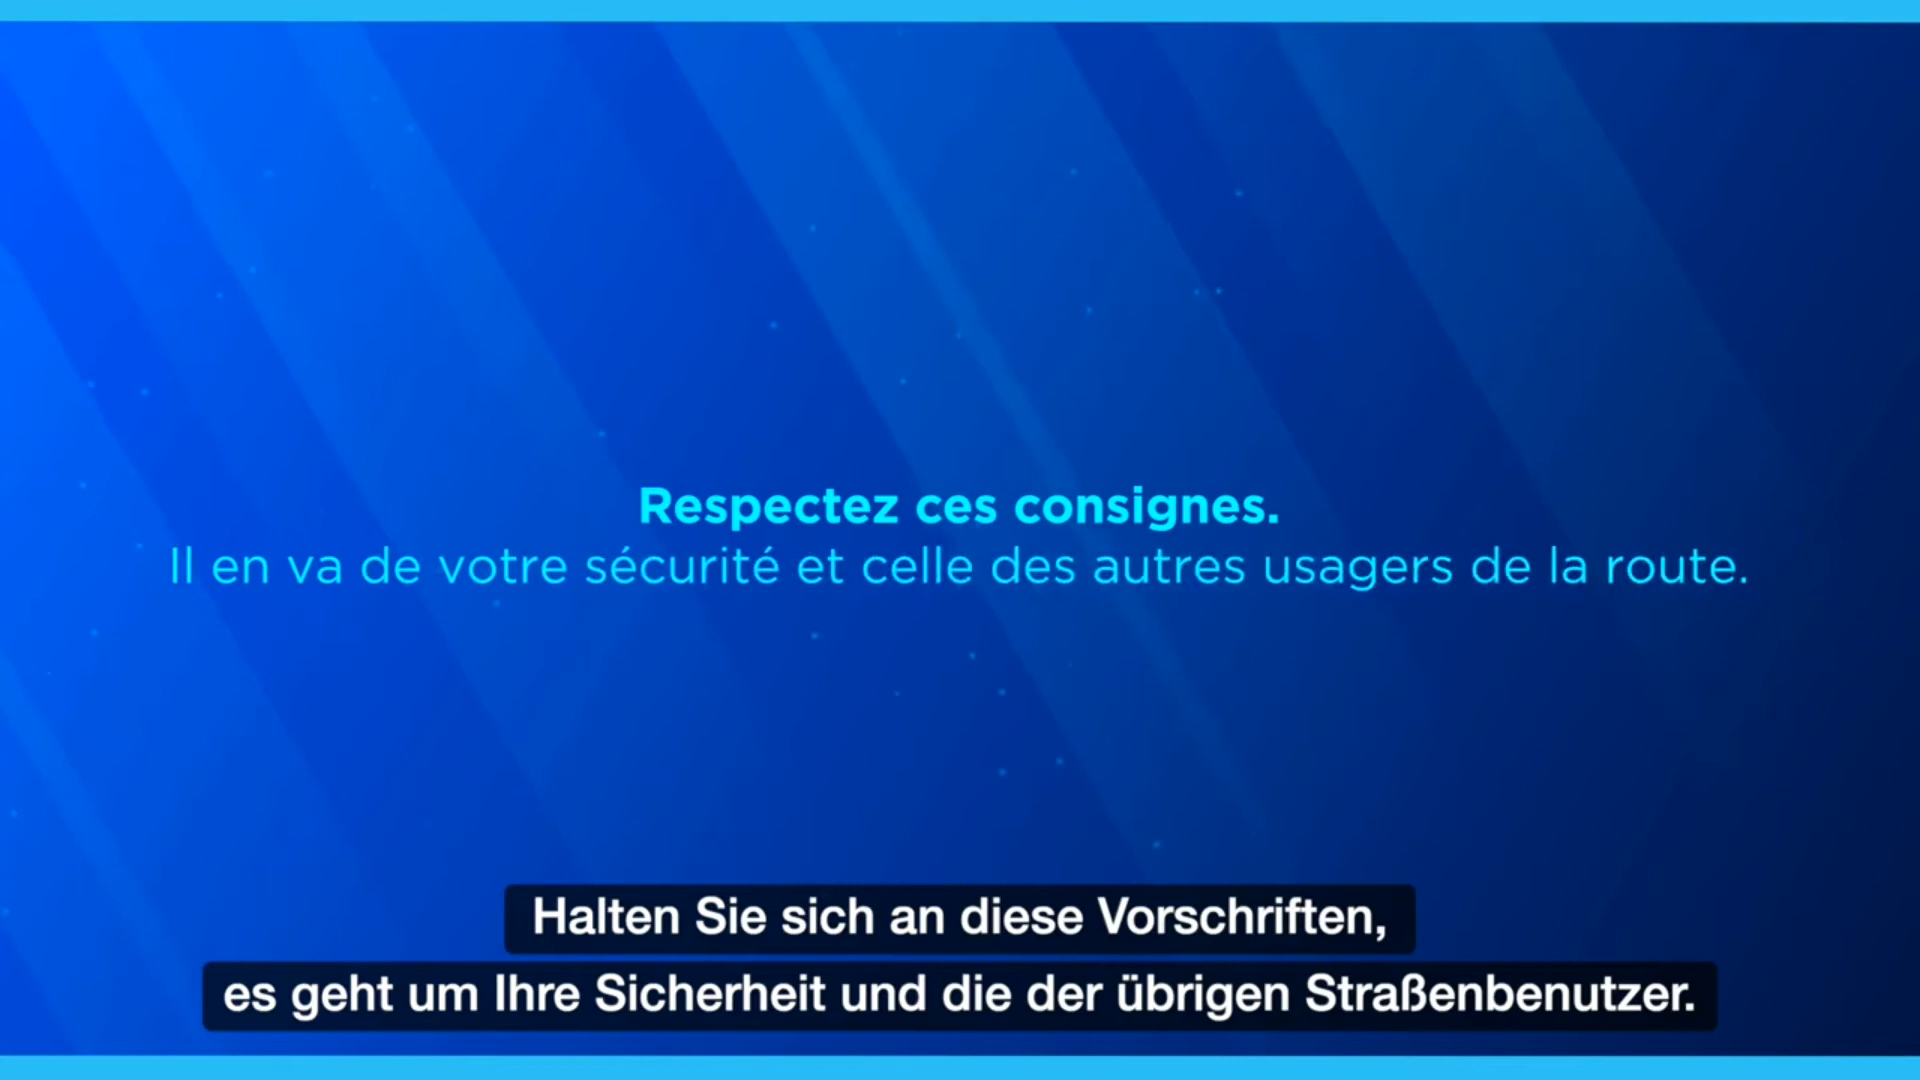 Respectez ces consignes.
Il en va de votre sécurité et celle des autres usagers de la route.
Halten Sie sich an diese Vorschriften,
es geht um Ihre Sicherheit und die der übrigen Straßenbenutzer.